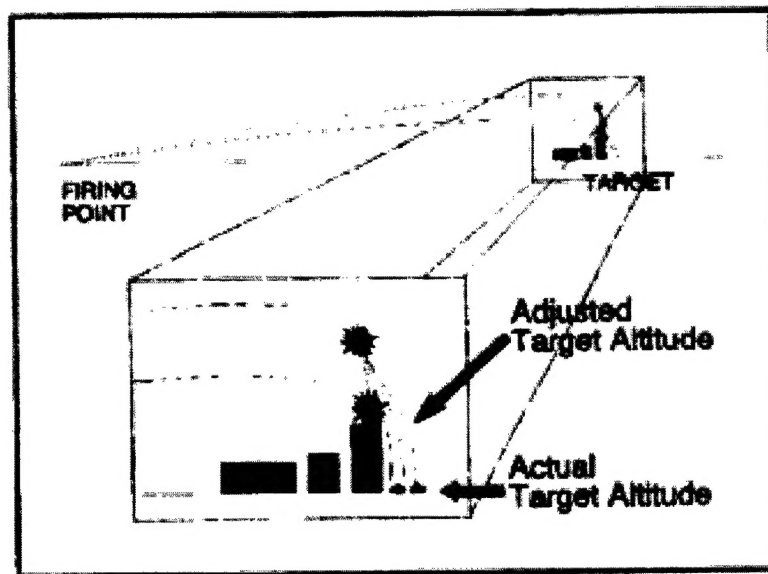 FIRING
POINT
TARGET
Adjusted
Target Altitude
Actual
Target Altitude